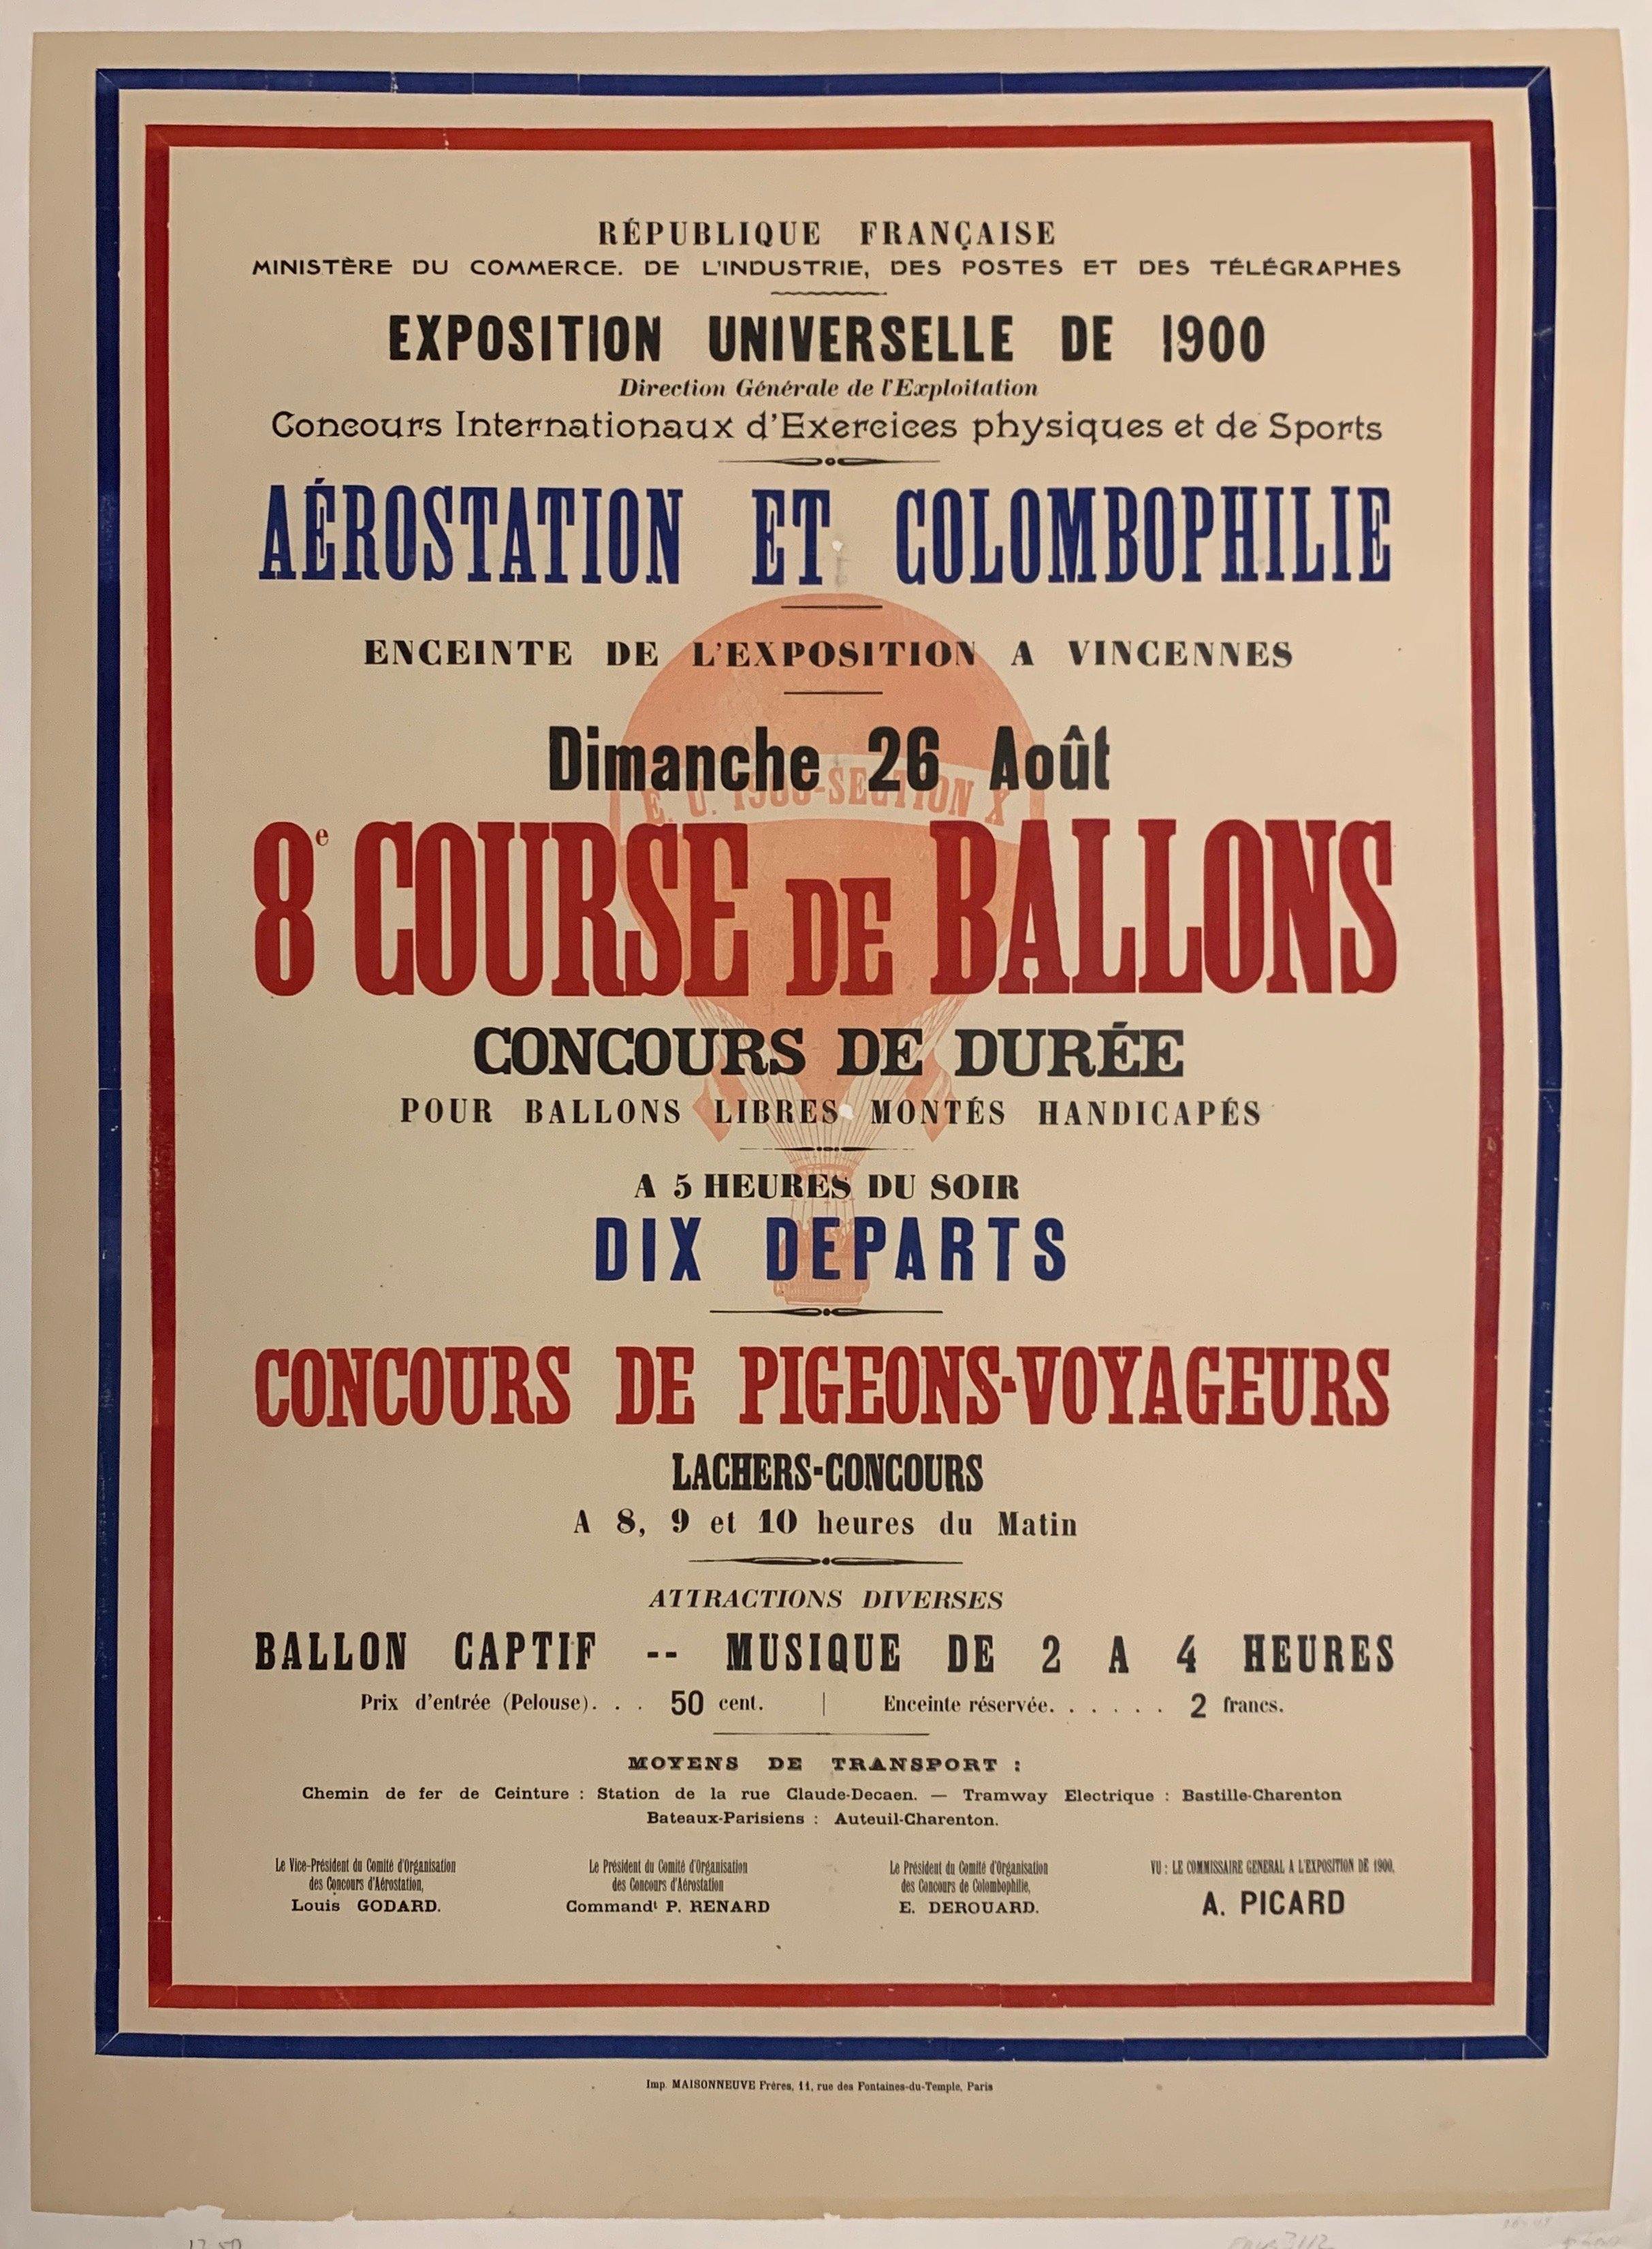 RÉPUBLIQUE FRANÇAISE
MINISTÈRE DU COMMERCE. DE L'INDUSTRIE, DES POSTES ET DES TÉLÉGRAPHES
EXPOSITION UNIVERSELLE DE 1900
Direction Générale de l'Exploitation
Concours Internationaux d'Exercices physiques et de Sports
AÉROSTATION ET COLOMBOPHILIE
ENCEINTE DE L'EXPOSITION A VINCENNES
Dimanche 26 Août
E. U. 1900-SECTION X
8e COURSE DE BALLONS
CONCOURS DE DURÉE
POUR BALLONS LIBRES MONTÉS HANDICAPÉS
A 5 HEURES DU SOIR
DIX DEPARTS
CONCOURS DE PIGEONS-VOYAGEURS
LACHERS-CONCOURS
A 8, 9 et 10 heures du Matin
ATTRACTIONS DIVERSES
BALLON CAPTIF -- MUSIQUE DE 2 A 4 HEURES
Prix d'entrée (Pelouse). . . 50 cent. | Enceinte réservée. . . . . . 2 francs.
MOYENS DE TRANSPORT :
Chemin de fer de Ceinture : Station de la rue Claude-Decaen. — Tramway Electrique : Bastille-Charenton
Bateaux-Parisiens : Auteuil-Charenton.
Le Vice-Président du Comité d'Organisation
des Concours d'Aérostation,
Louis GODARD.
Le Président du Comité d'Organisation
des Concours d'Aérostation
Commandt P. RENARD
Le Président du Comité d'Organisation
des Concours de Colombophilie,
E. DEROUARD.
VU : LE COMMISSAIRE GENERAL A L'EXPOSITION DE 1900,
A. PICARD
Imp. MAISONNEUVE Frères, 11, rue des Fontaines-du-Temple, Paris